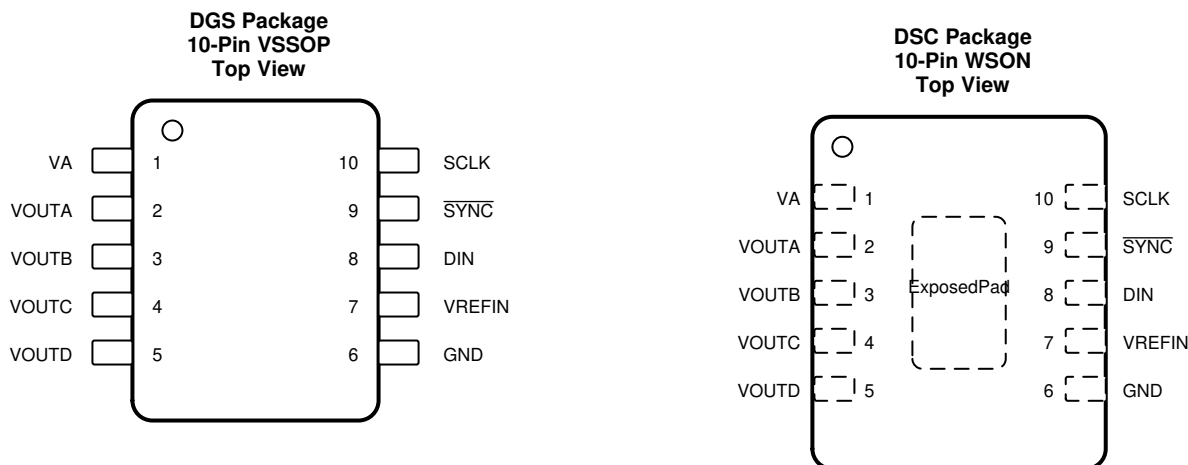 DGS Package
10-Pin VSSOP
Top View
VA 1 10 SCLK
VOUTA 2 9 SYNC
VOUTB 3 8 DIN
VOUTC 4 7 VREFIN
VOUTD 5 6 GND
DSC Package
10-Pin WSON
Top View
VA 1 10 SCLK
VOUTA 2 9 SYNC
VOUTB 3 ExposedPad 8 DIN
VOUTC 4 7 VREFIN
VOUTD 5 6 GND